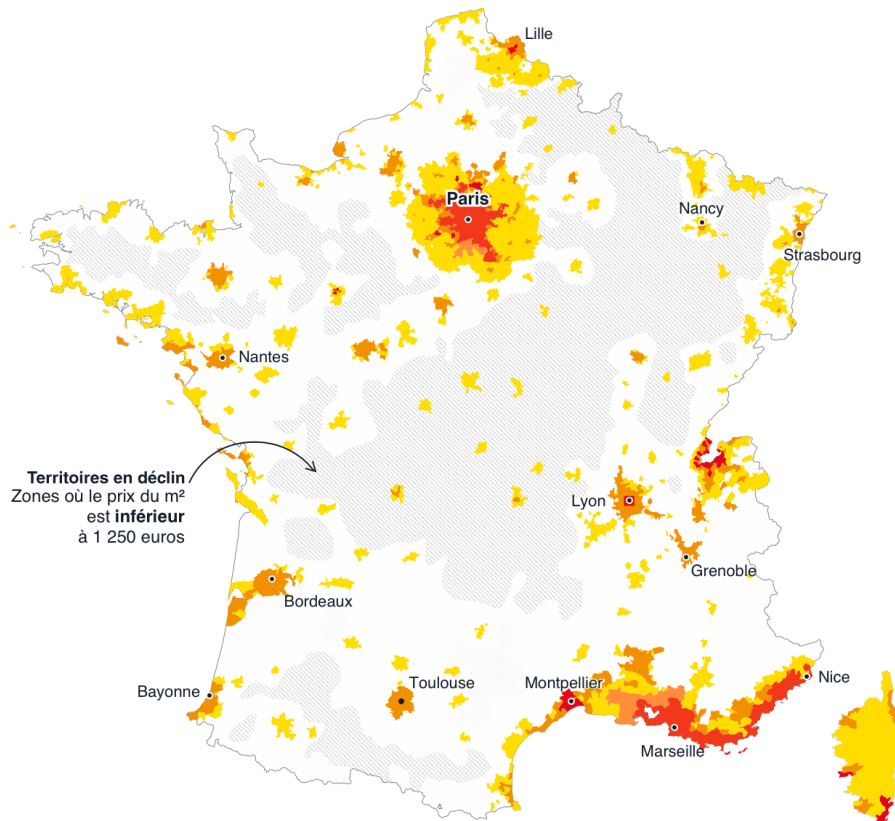 Lille
Paris
Nancy
Strasbourg
Nantes
Territoires en déclin
Zones où le prix du m²
est inférieur
à 1 250 euros
Lyon
Grenoble
Bordeaux
Bayonne
Toulouse
Montpellier
Nice
Marseille